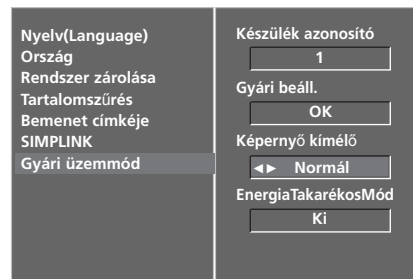 Nyelv(Language)
Ország
Rendszer zárolása
Tartalomszűrés
Bemenet címkéje
SIMPLINK
Gyári üzemmód
Készülék azonosító
1
Gyári beáll.
OK
Képernyő kímélő
◄► Normál
EnergiaTakarékosMód
Ki